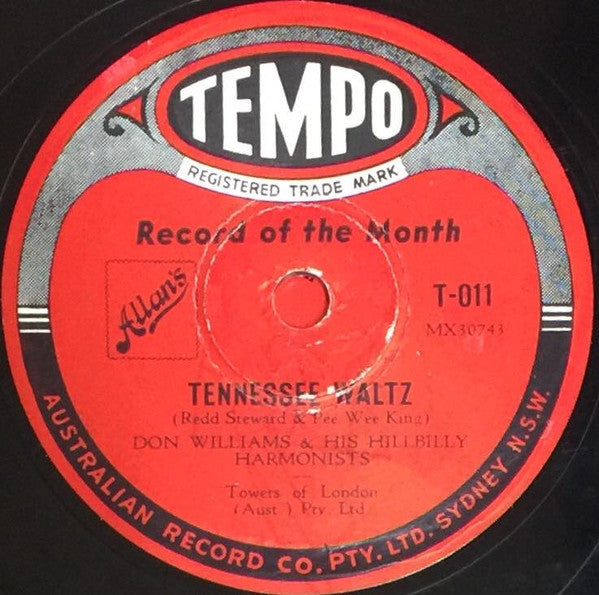 TEMPO
REGISTERED TRADE MARK
Record of the Month
Allan's
T-011
MX30743
TENNESSEE WALTZ
(Redd Steward & Pee Wee King)
DON WILLIAMS & HIS HILLBILLY
HARMONISTS
Towers of London
(Aust ) Pty. Ltd.
AUSTRALIAN RECORD CO. PTY. LTD. SYDNEY N.S.W.